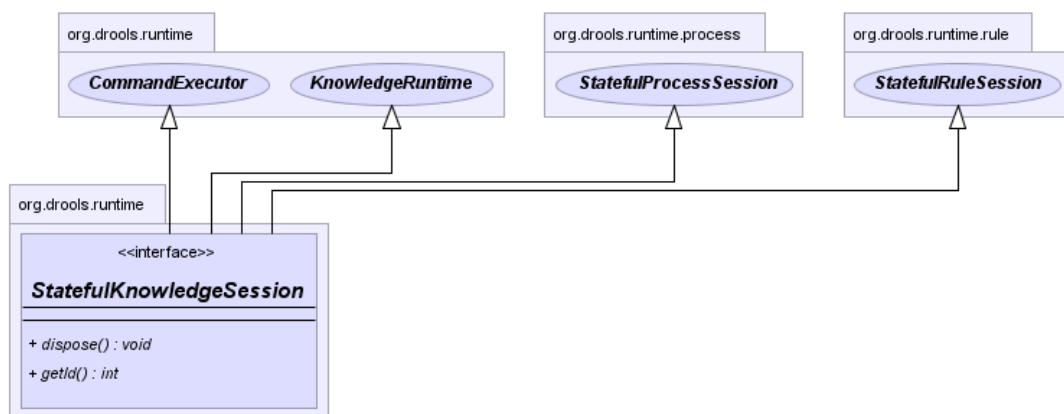 org.drools.runtime
org.drools.runtime.process
org.drools.runtime.rule
CommandExecutor
KnowledgeRuntime
StatefulProcessSession
StatefulRuleSession
org.drools.runtime
<<interface>>
StatefulKnowledgeSession
+ dispose() : void
+ getId() : int